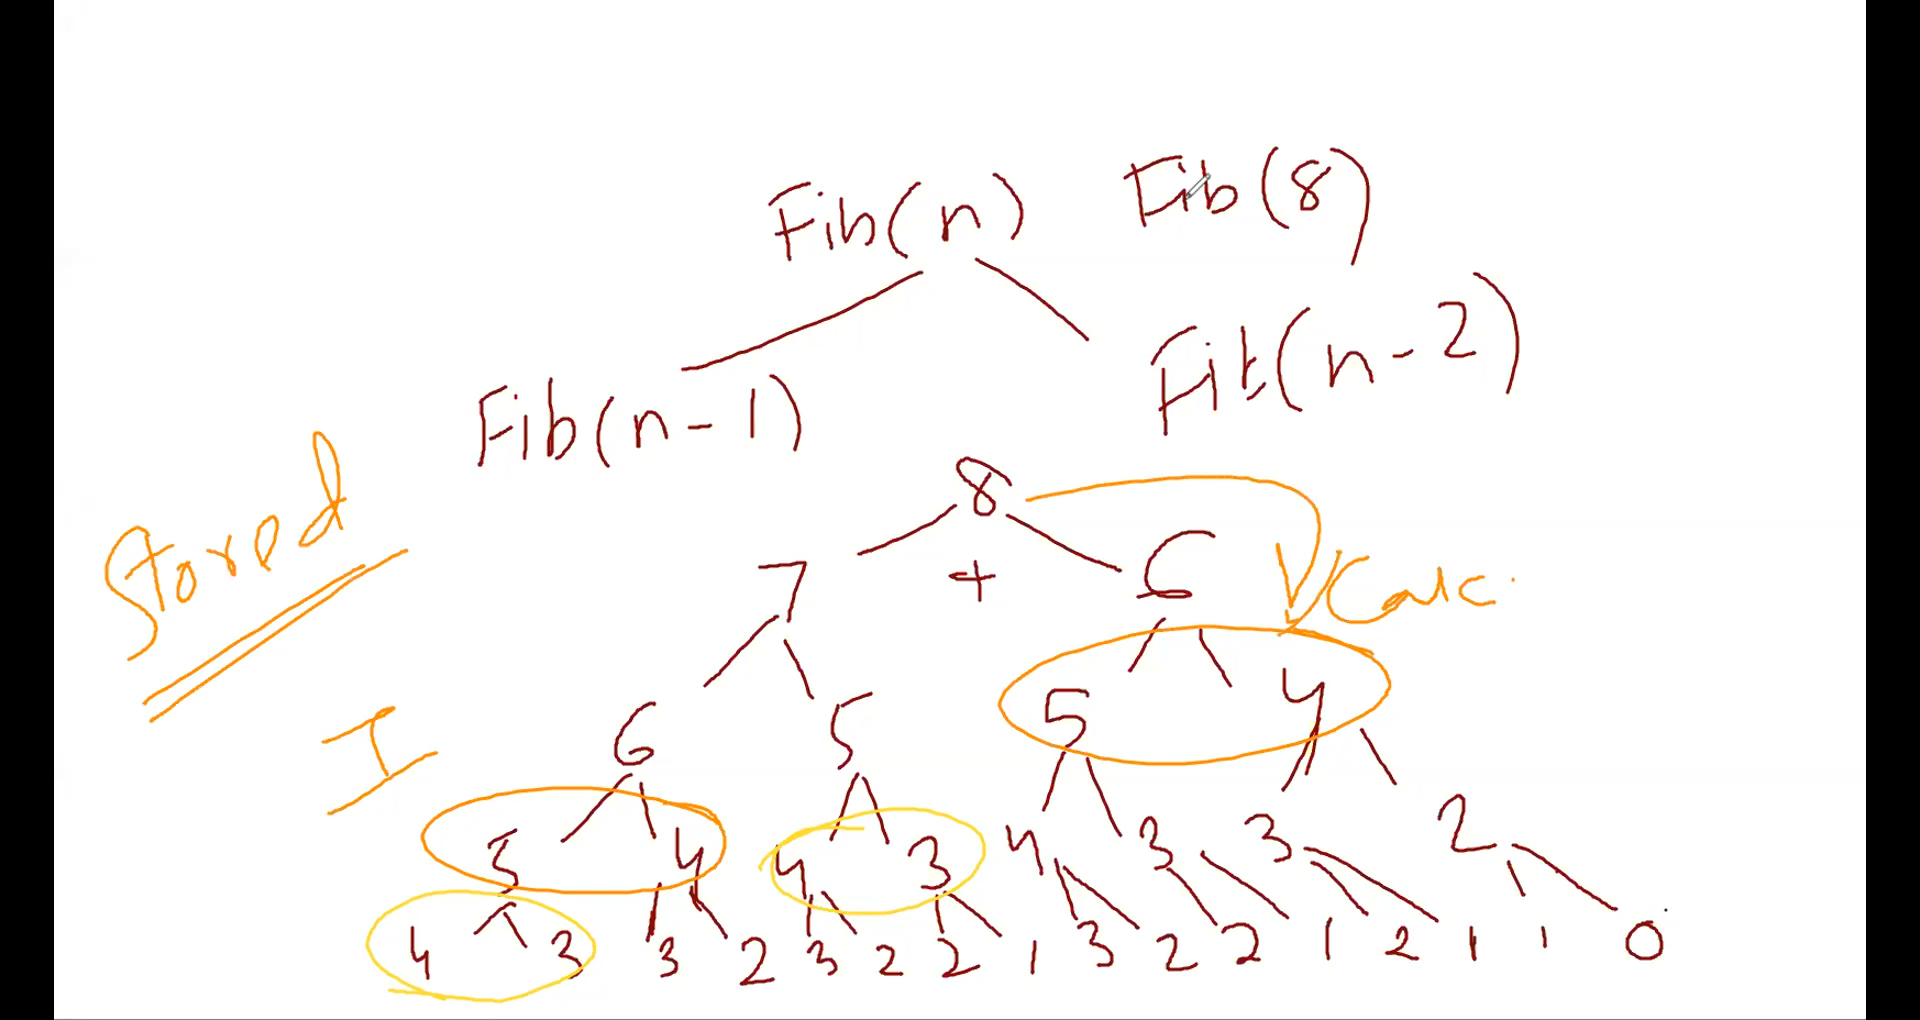 Fib(n) Fib(8)
Fib(n-1) Fit(n-2)
8
7 + 6
Stored
Calc.
6 5 5 4
I
5 4 4 3 4 3 3 2
4 3 3 2 3 2 2 1 3 2 2 1 2 1 1 0